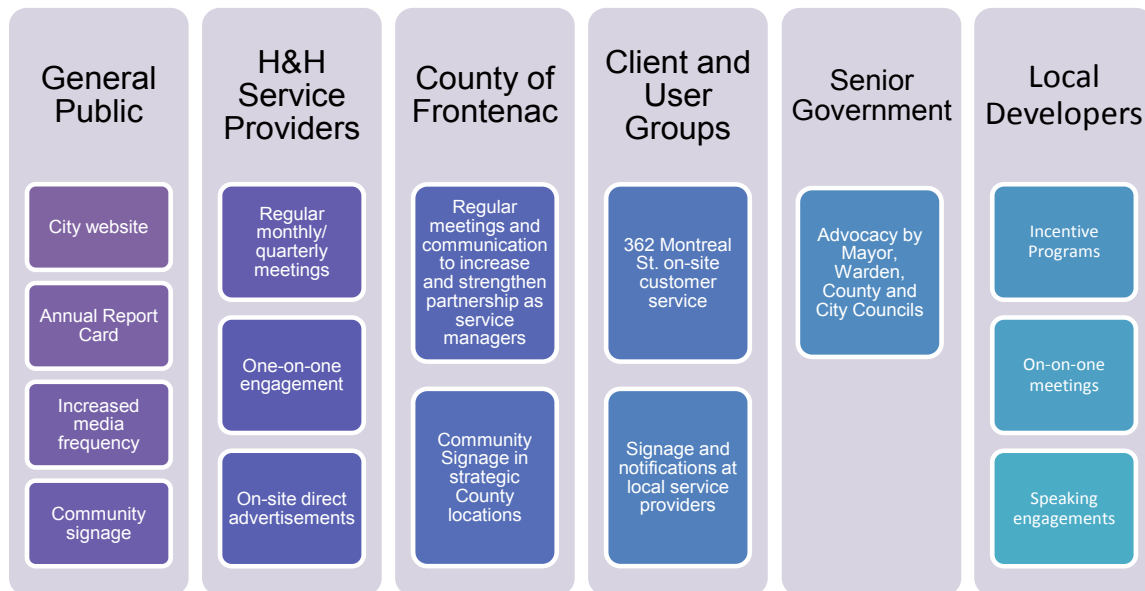 General
Public
City website
Annual Report
Card
Increased
media
frequency
Community
signage
H&H
Service
Providers
Regular
monthly/
quarterly
meetings
One-on-one
engagement
On-site direct
advertisements
County of
Frontenac
Regular
meetings and
communication
to increase
and strengthen
partnership as
service
managers
Community
Signage in
strategic
County
locations
Client and
User
Groups
362 Montreal
St. on-site
customer
service
Signage and
notifications at
local service
providers
Senior
Government
Advocacy by
Mayor,
Warden,
County and
City Councils
Local
Developers
Incentive
Programs
On-on-one
meetings
Speaking
engagements